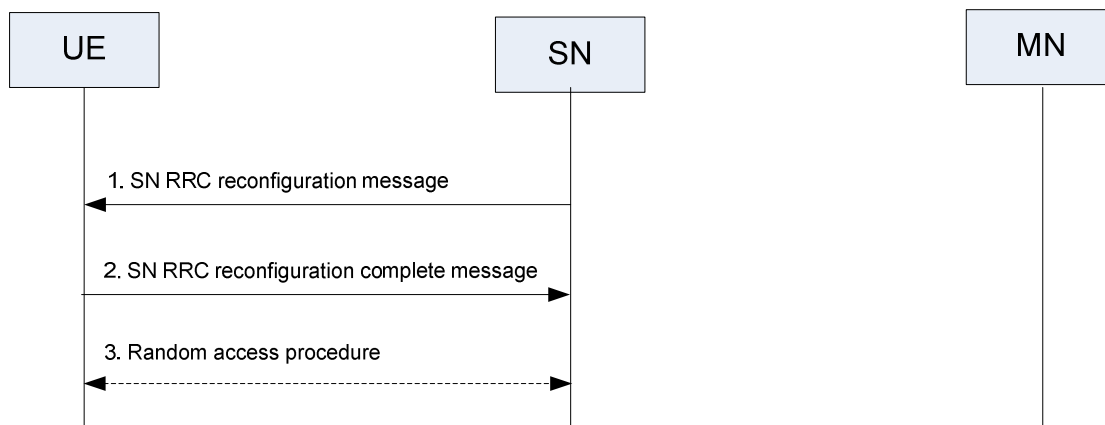 UE
SN
MN
1. SN RRC reconfiguration message
2. SN RRC reconfiguration complete message
3. Random access procedure